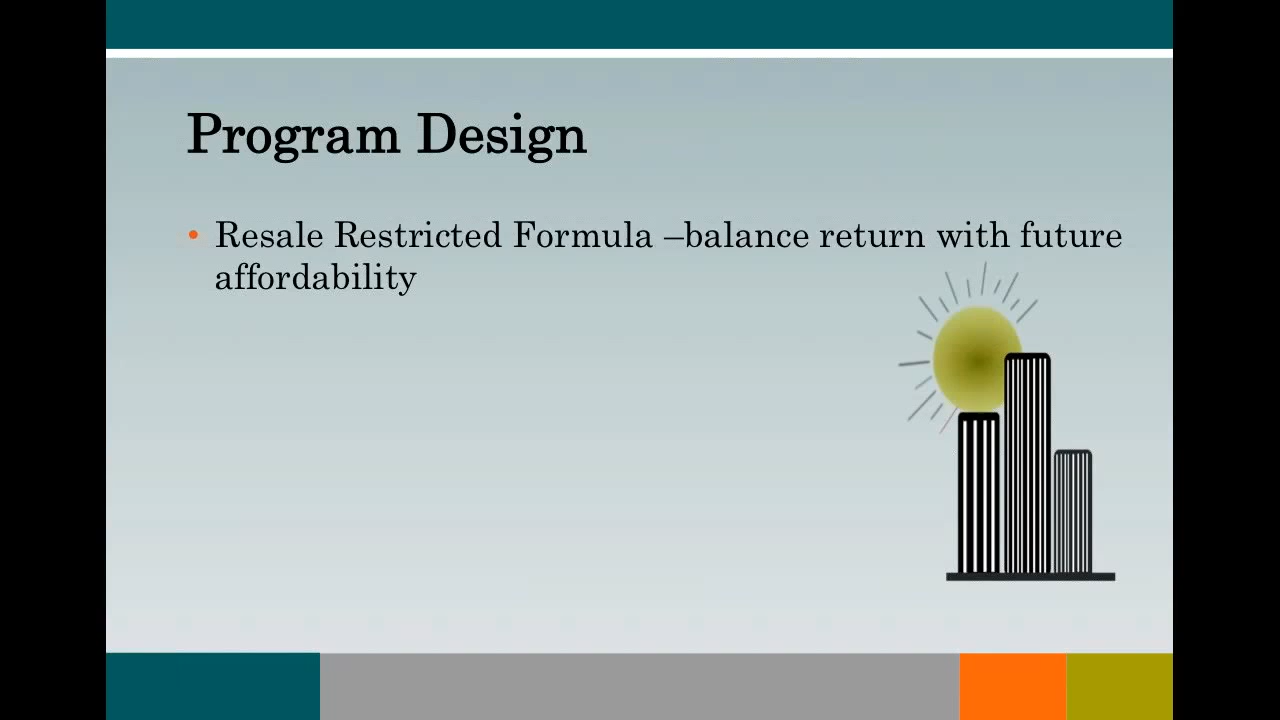 Program Design
• Resale Restricted Formula –balance return with future
affordability